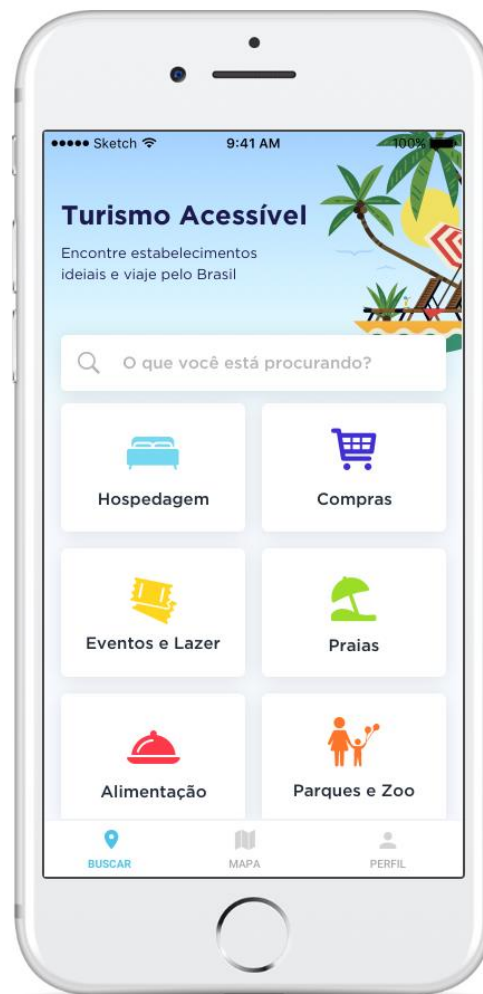 Sketch 9:41 AM 100%
Turismo Acessível
Encontre estabelecimentos
ideiais e viaje pelo Brasil
O que você está procurando?
Hospedagem Compras
Eventos e Lazer Praias
Alimentação Parques e Zoo
BUSCAR MAPA PERFIL